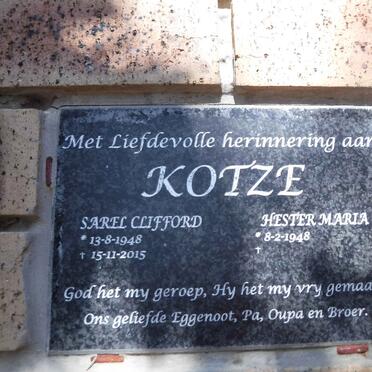 Met Liefdevolle herinnering aan
KOTZE
SAREL CLIFFORD HESTER MARIA
* 13-8-1948 * 8-2-1948
† 15-11-2015 †
God het my geroep, Hy het my vry gemaa
Ons geliefde Eggenoot, Pa, Oupa en Broer.